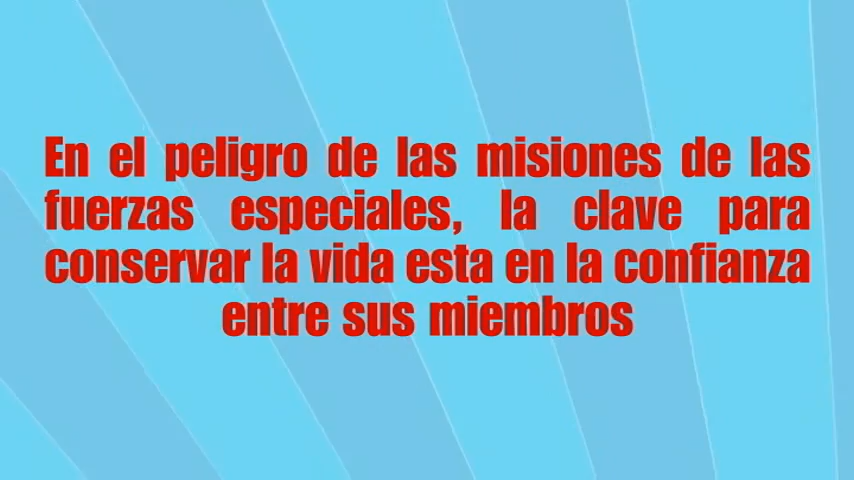 En el peligro de las misiones de las
fuerzas especiales, la clave para
conservar la vida esta en la confianza
entre sus miembros